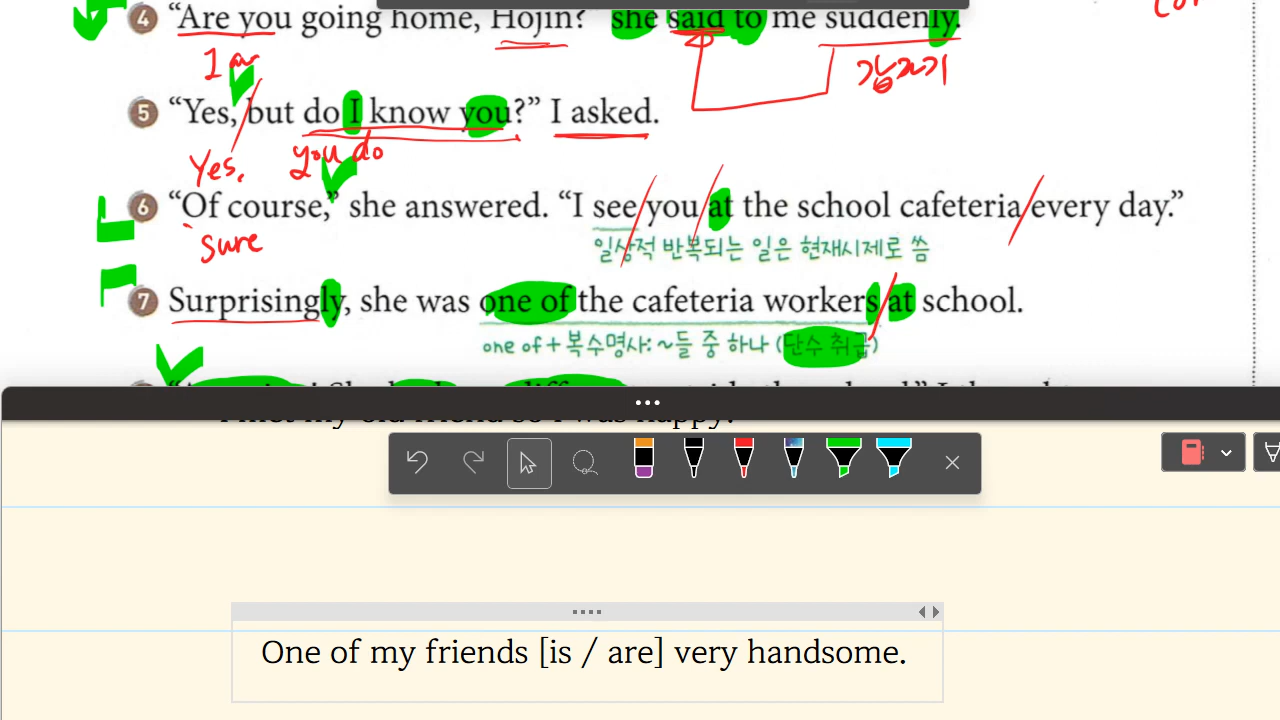 4 “Are you going home, Hojin?” she said to me suddenly.
갑자기
5 “Yes, but do I know you?” I asked.
Yes. you do
6 “Of course,” she answered. “I see you at the school cafeteria every day.”
sure
일상적 반복되는 일은 현재시제로 씀
7 Surprisingly, she was one of the cafeteria workers at school.
one of + 복수명사: ~들 중 하나 (단수 취급)
One of my friends [is / are] very handsome.